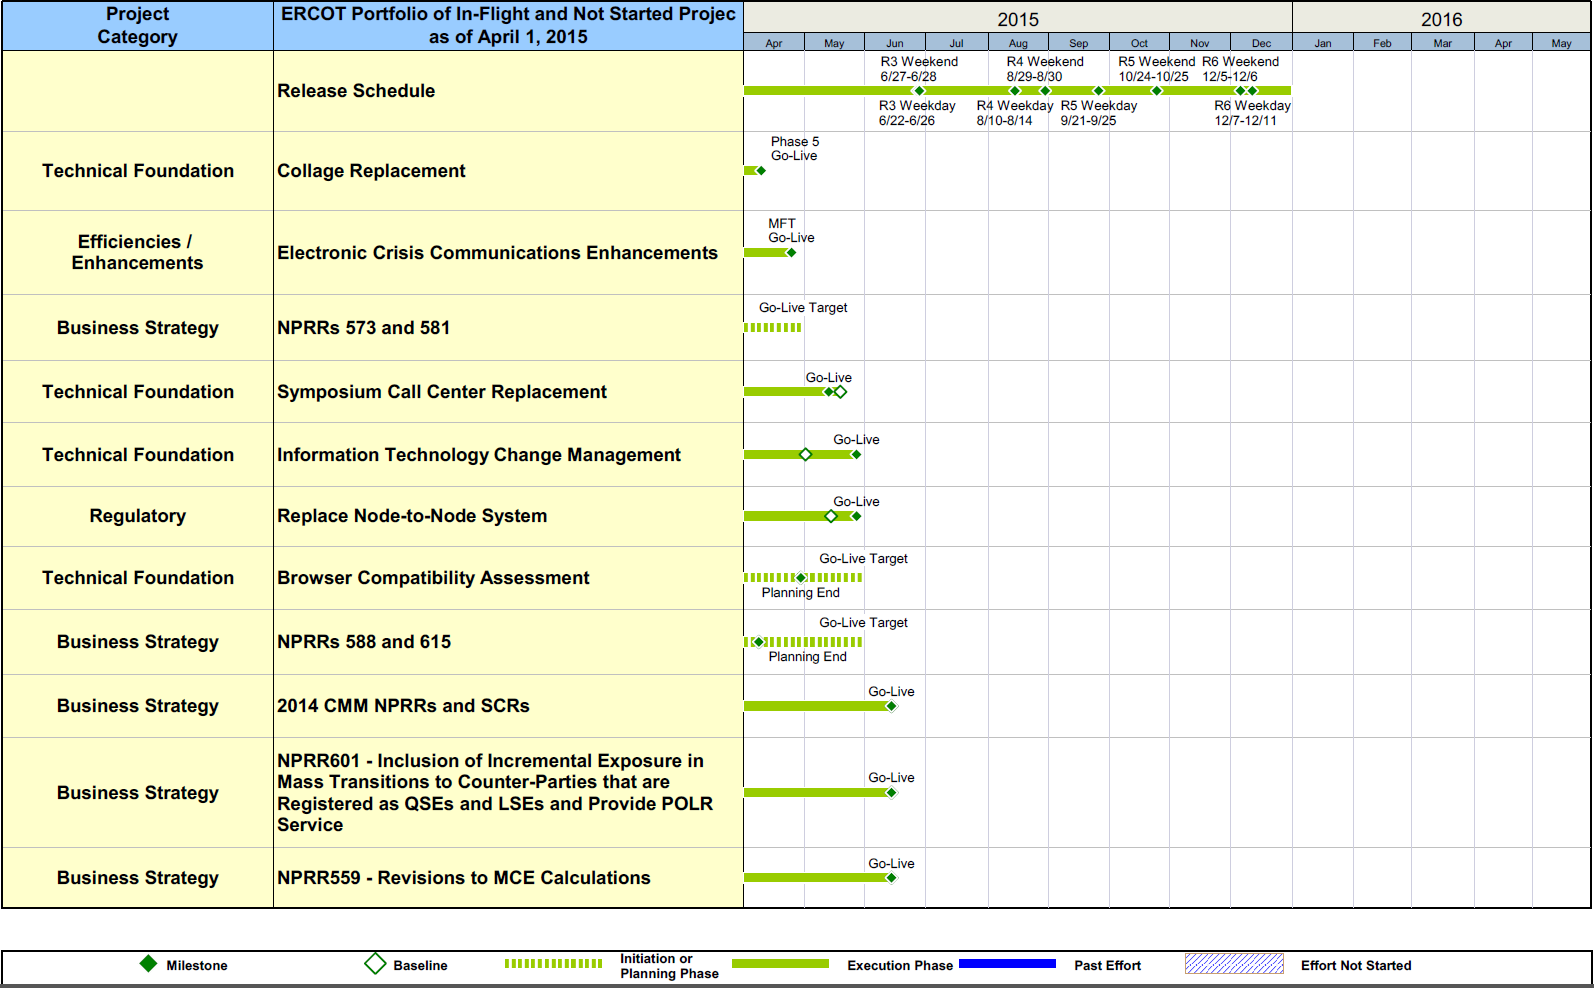 Project
Category
ERCOT Portfolio of In-Flight and Not Started Projec
as of April 1, 2015
2015
2016
Apr May Jun Jul Aug Sep Oct Nov Dec Jan Feb Mar Apr May
Release Schedule
R3 Weekend
6/27-6/28
R4 Weekend
8/29-8/30
R5 Weekend
10/24-10/25
R6 Weekend
12/5-12/6
R3 Weekday
6/22-6/26
R4 Weekday
8/10-8/14
R5 Weekday
9/21-9/25
R6 Weekday
12/7-12/11
Technical Foundation
Collage Replacement
Phase 5
Go-Live
Efficiencies /
Enhancements
Electronic Crisis Communications Enhancements
MFT
Go-Live
Business Strategy
NPRRs 573 and 581
Go-Live Target
Technical Foundation
Symposium Call Center Replacement
Go-Live
Technical Foundation
Information Technology Change Management
Go-Live
Regulatory
Replace Node-to-Node System
Go-Live
Technical Foundation
Browser Compatibility Assessment
Go-Live Target
Planning End
Business Strategy
NPRRs 588 and 615
Go-Live Target
Planning End
Business Strategy
2014 CMM NPRRs and SCRs
Go-Live
Business Strategy
NPRR601 - Inclusion of Incremental Exposure in
Mass Transitions to Counter-Parties that are
Registered as QSEs and LSEs and Provide POLR
Service
Go-Live
Business Strategy
NPRR559 - Revisions to MCE Calculations
Go-Live
Milestone
Baseline
Initiation or
Planning Phase
Execution Phase
Past Effort
Effort Not Started